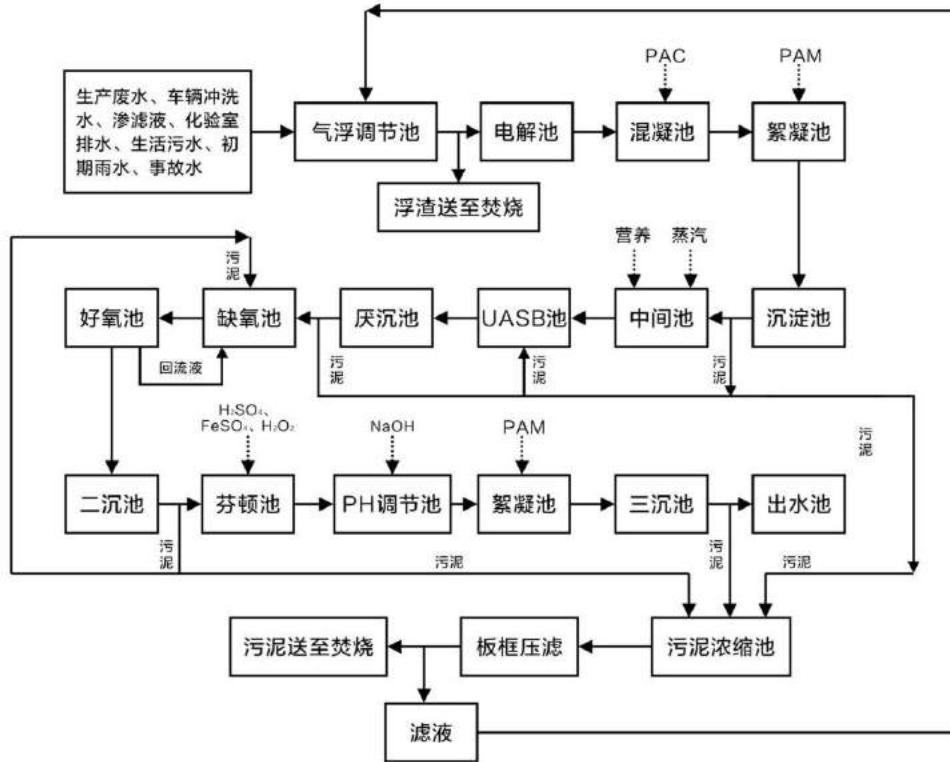 PAC
PAM
生产废水、车辆冲洗
水、渗滤液、化验室
排水、生活污水、初
期雨水、事故水
气浮调节池
电解池
混凝池
絮凝池
浮渣送至焚烧
营养
蒸汽
污泥
好氧池
缺氧池
厌沉池
UASB池
中间池
沉淀池
回流液
污泥
污泥
污泥
H₂SO₄、
FeSO₄、H₂O₂
NaOH
PAM
污泥
二沉池
芬顿池
PH调节池
絮凝池
三沉池
出水池
污泥
污泥
污泥
污泥
污泥送至焚烧
板框压滤
污泥浓缩池
滤液